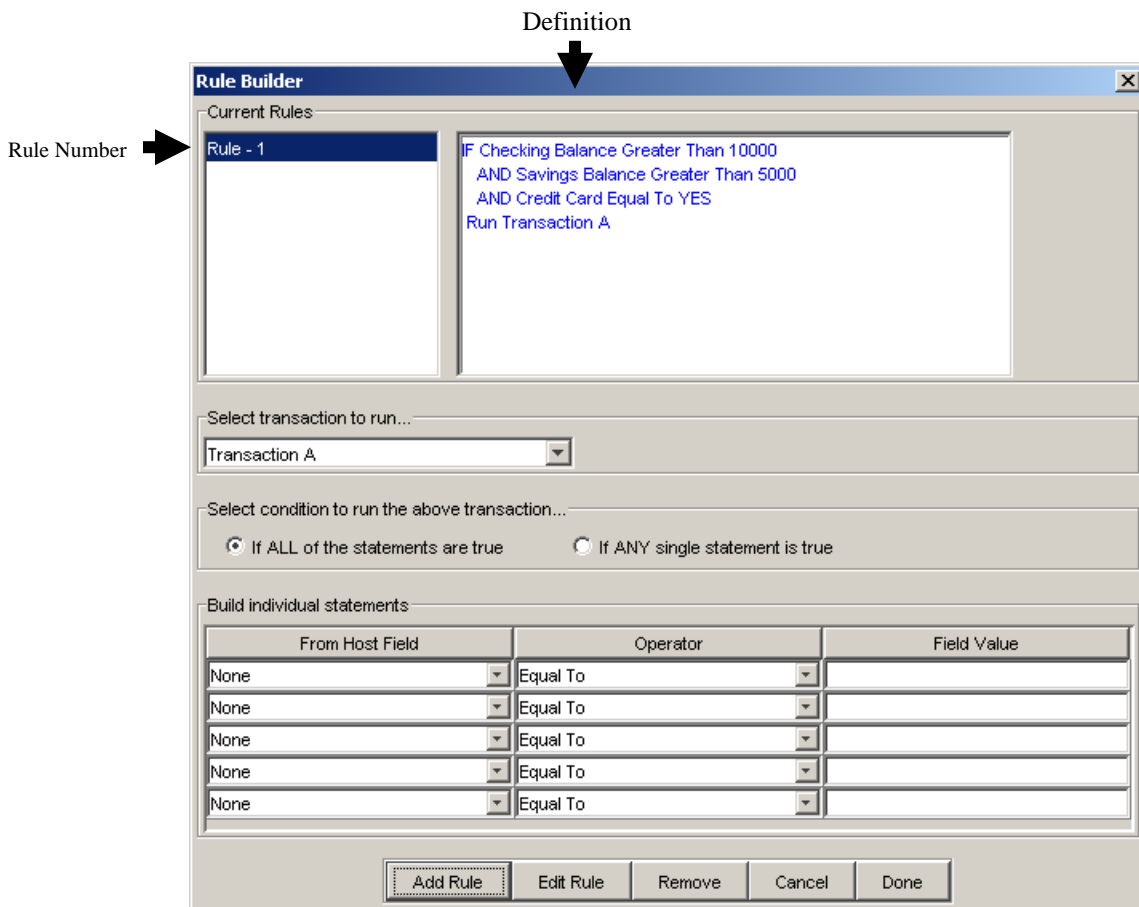 Definition
Rule Builder
Current Rules
Rule Number
Rule - 1
IF Checking Balance Greater Than 10000
AND Savings Balance Greater Than 5000
AND Credit Card Equal To YES
Run Transaction A
Select transaction to run...
Transaction A
Select condition to run the above transaction...
If ALL of the statements are true
If ANY single statement is true
Build individual statements
From Host Field Operator Field Value
None Equal To
None Equal To
None Equal To
None Equal To
None Equal To
Add Rule Edit Rule Remove Cancel Done